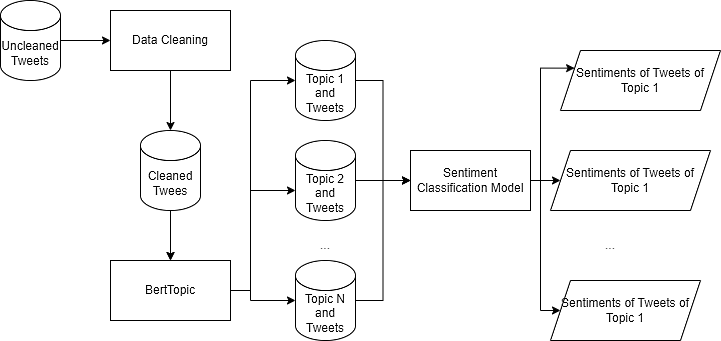 Uncleaned
Tweets
Data Cleaning
Cleaned
Twees
BertTopic
Topic 1
and
Tweets
Topic 2
and
Tweets
...
Topic N
and
Tweets
Sentiment
Classification Model
Sentiments of Tweets of
Topic 1
Sentiments of Tweets of
Topic 1
...
Sentiments of Tweets of
Topic 1